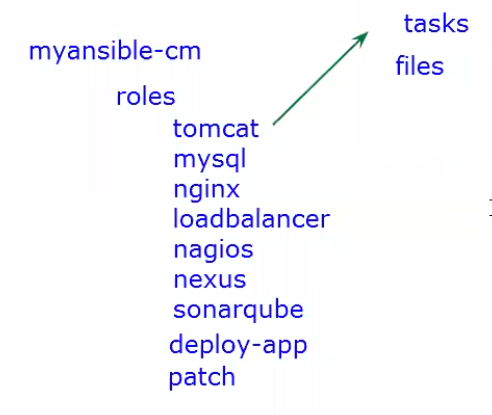 myansible-cm
roles
tomcat
mysql
nginx
loadbalancer
nagios
nexus
sonarqube
deploy-app
patch
tasks
files